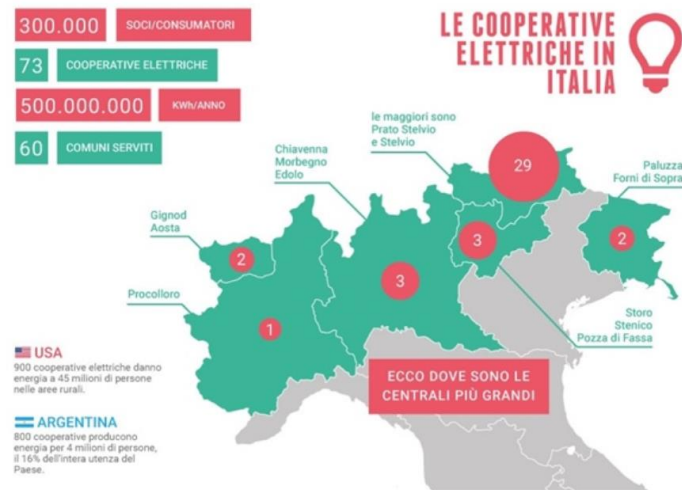 300.000
SOCI/CONSUMATORI
73
COOPERATIVE ELETTRICHE
500.000.000
KWh/ANNO
60
COMUNI SERVITI
LE COOPERATIVE
ELETTRICHE IN
ITALIA
le maggiori sono
Prato Stelvio
e Stelvio
29
Chiavenna
Morbegno
Edolo
Paluzza
Forni di Sopra
Gignod
Aosta
2
3
3
2
Procolloro
1
Storo
Stenico
Pozza di Fassa
ECCO DOVE SONO LE
CENTRALI PIÙ GRANDI
USA
900 cooperative elettriche danno
energia a 45 milioni di persone
nelle aree rurali.
ARGENTINA
800 cooperative producono
energia per 4 milioni di persone,
il 16% dell'intera utenza del
Paese.